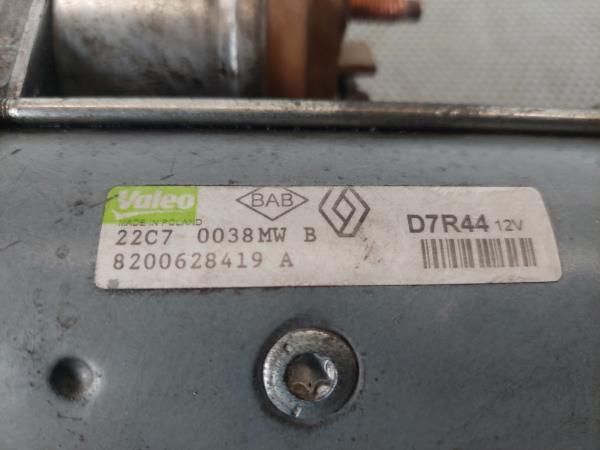 Valeo
MADE IN POLAND
BAB
D7R44 12V
22C7 0038MW B
8200628419 A